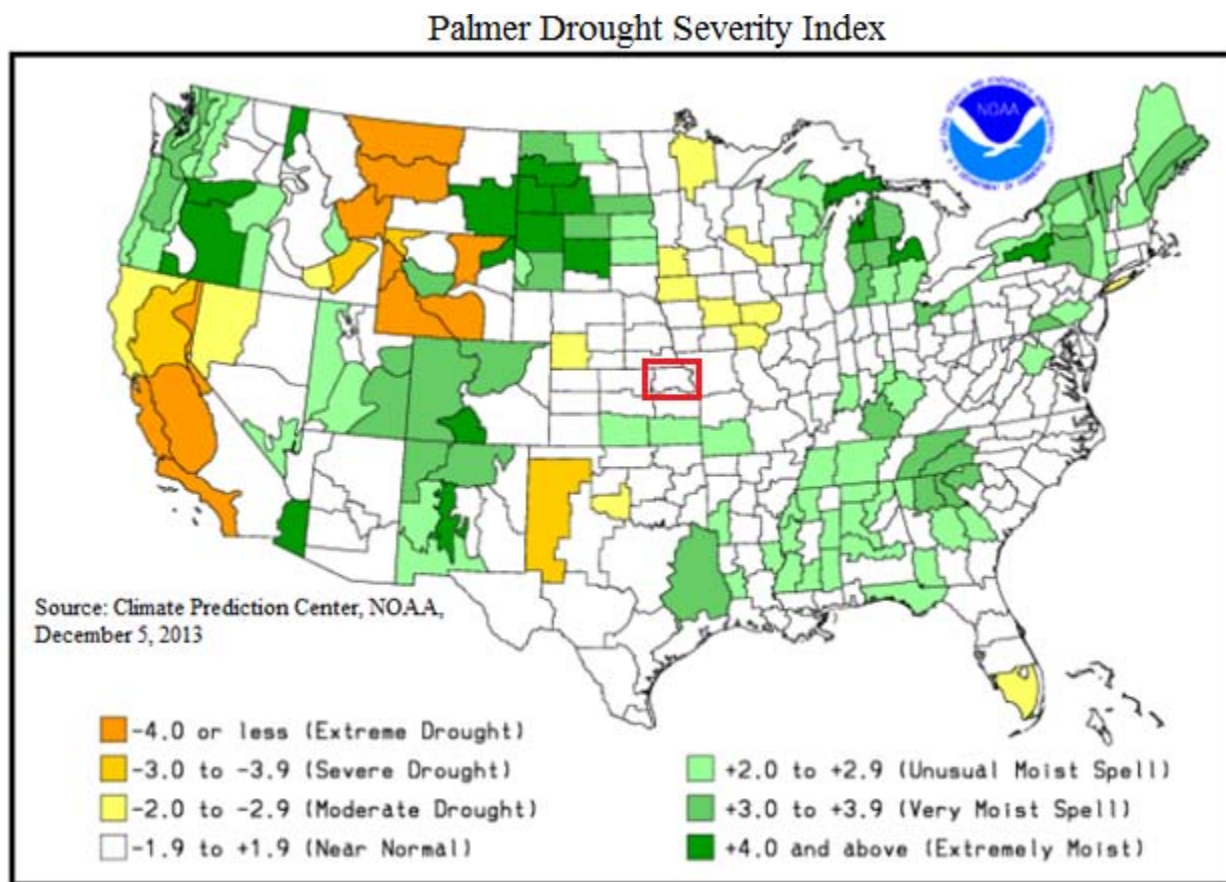 Palmer Drought Severity Index
NOAA
Source: Climate Prediction Center, NOAA,
December 5, 2013
-4.0 or less (Extreme Drought)
-3.0 to -3.9 (Severe Drought)
-2.0 to -2.9 (Moderate Drought)
-1.9 to +1.9 (Near Normal)
+2.0 to +2.9 (Unusual Moist Spell)
+3.0 to +3.9 (Very Moist Spell)
+4.0 and above (Extremely Moist)